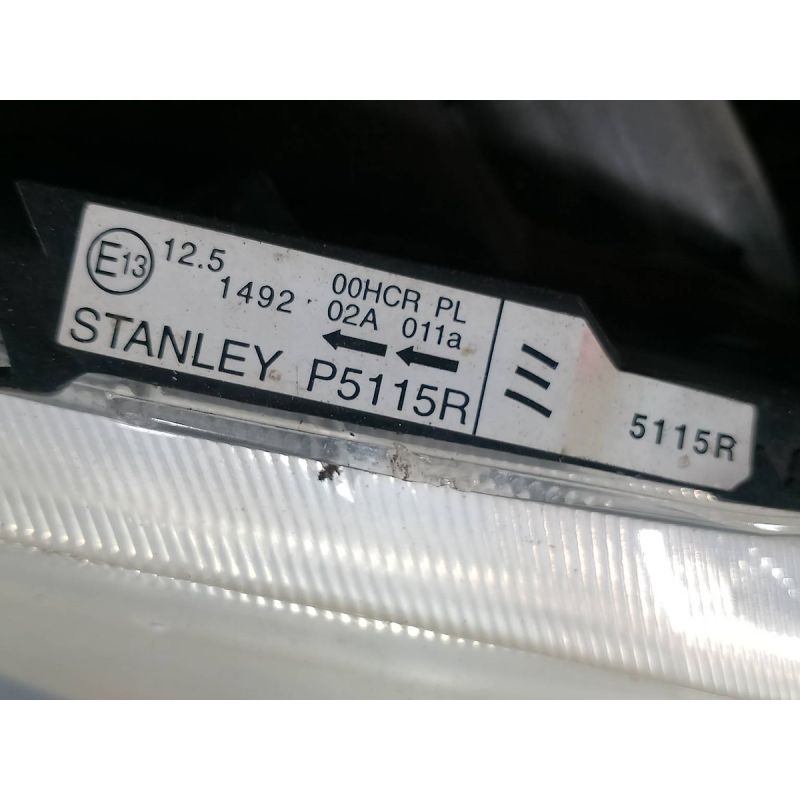 E13 12.5 00HCR PL
1492 02A 011a
STANLEY P5115R
5115R